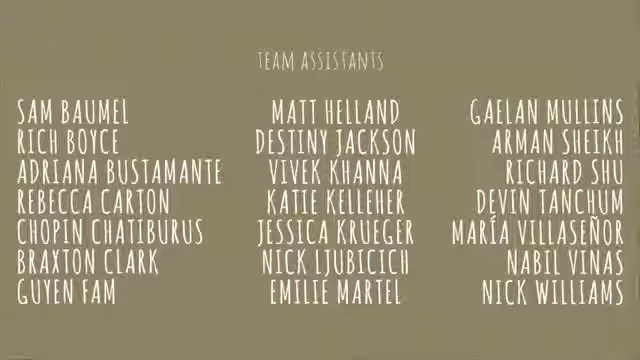 TEAM ASSISTANTS
SAM BAUMEL MATT HELLAND GAELAN MULLINS
RICH BOYCE DESTINY JACKSON ARMAN SHEIKH
ADRIANA BUSTAMANTE VIVEK KHANNA RICHARD SHU
REBECCA CARTON KATIE KELLEHER DEVIN TANCHUM
CHOPIN CHATIBURUS JESSICA KRUEGER MARÍA VILLASEÑOR
BRAXTON CLARK NICK LJUBICICH NABIL VINAS
GUYEN FAM EMILIE MARTEL NICK WILLIAMS